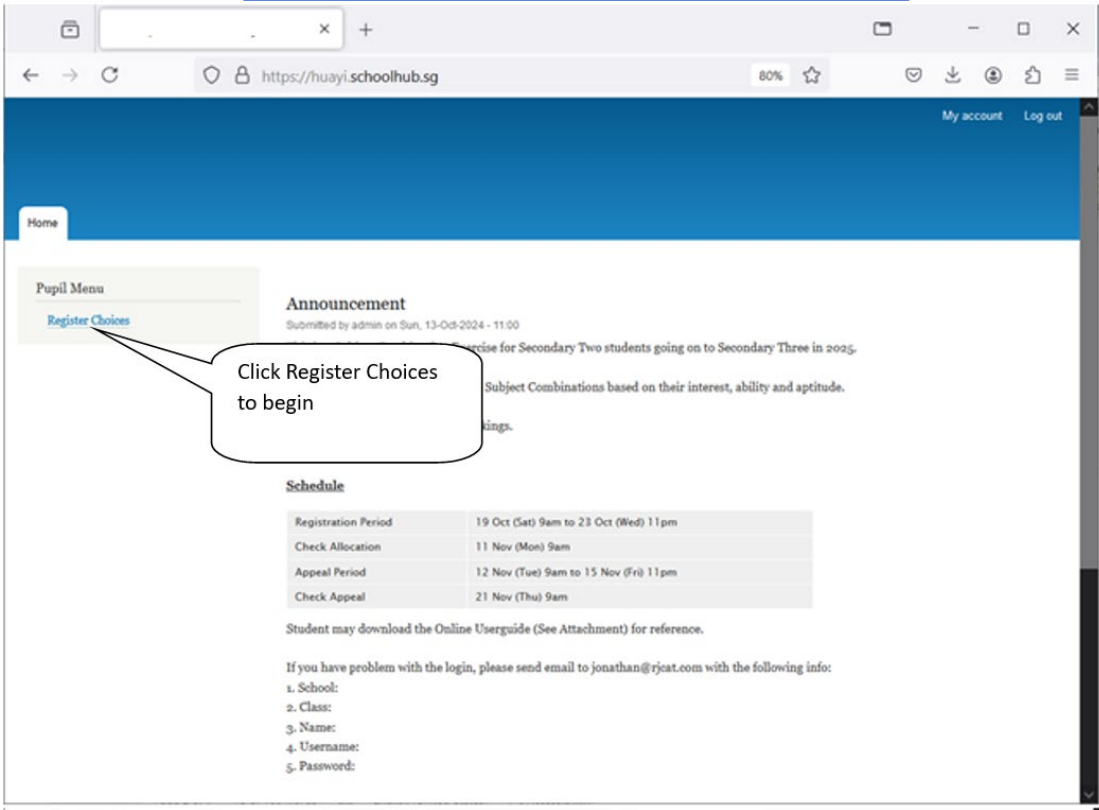 https://huayi.schoolhub.sg
80%
My account Log out
Home
Pupil Menu
Register Choices
Announcement
Submitted by admin on Sun, 13-Oct-2024 - 11:00
Exercise for Secondary Two students going on to Secondary Three in 2025.
Click Register Choices
to begin
Subject Combinations based on their interest, ability and aptitude.
Schedule
Registration Period 19 Oct (Sat) 9am to 23 Oct (Wed) 11pm
Check Allocation 11 Nov (Mon) 9am
Appeal Period 12 Nov (Tue) 9am to 15 Nov (Fri) 11pm
Check Appeal 21 Nov (Thu) 9am
Student may download the Online Userguide (See Attachment) for reference.
If you have problem with the login, please send email to jonathan@rjcat.com with the following info:
1. School:
2. Class:
3. Name:
4. Username:
5. Password: